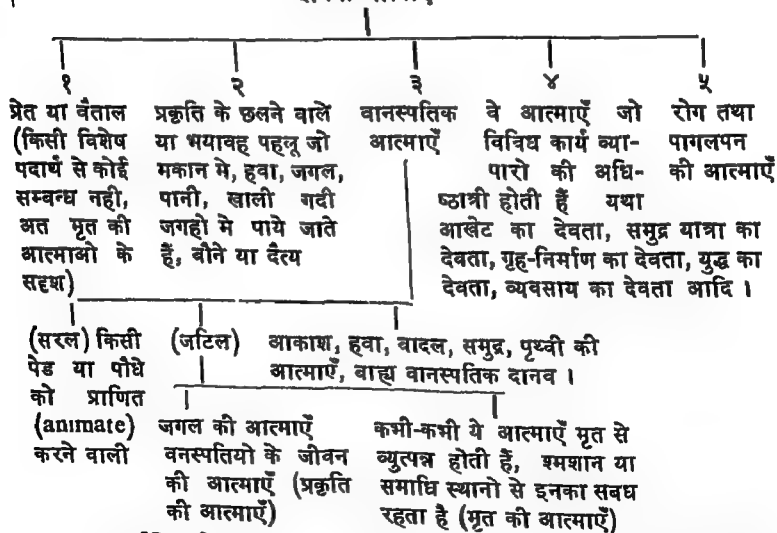 १
प्रेत या वैताल
(किसी विशेष
पदार्थ से कोई
सम्बन्ध नही,
अत मृत की
आत्माओ के
सदृश)
२
प्रकृति के छलने वाले
या भयावह पहलू जो
मकान मे, हवा, जगल,
पानी, खाली गदी
जगहो मे पाये जाते
हैं, बौने या दैत्य
३
वानस्पतिक
आत्माएँ
४
वे आत्माएँ जो
विविध कार्य व्या-
पारो की अधि-
ष्ठात्री होती हैं यथा
आखेट का देवता, समुद्र यात्रा का
देवता, गृह-निर्माण का देवता, युद्ध का
देवता, व्यवसाय का देवता आदि ।
५
रोग तथा
पागलपन
की आत्माएँ
(सरल) किसी
पेड या पौधे
को प्राणित
(animate)
करने वाली
(जटिल)
आकाश, हवा, बादल, समुद्र, पृथ्वी की
आत्माएँ, बाह्य वानस्पतिक दानव ।
जगल की आत्माएँ
वनस्पतियो के जीवन
की आत्माएँ (प्रकृति
की आत्माएँ)
कभी-कभी ये आत्माएँ मृत से
व्युत्पन्न होती हैं, श्मशान या
समाधि स्थानो से इनका सबध
रहता है (मृत की आत्माएँ)